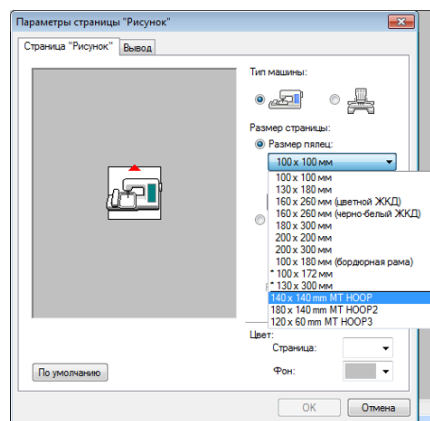 Параметры страницы "Рисунок"
Страница "Рисунок"
Вывод
Тип машины:
Размер страницы:
Размер пялец:
100 x 100 мм
100 x 100 мм
130 x 180 мм
160 x 260 мм (цветной ЖКД)
160 x 260 мм (черно-белый ЖКД)
180 x 300 мм
200 x 200 мм
200 x 300 мм
100 x 180 мм (бордюрная рама)
* 100 x 172 мм
* 130 x 300 мм
140 x 140 mm MT HOOP
180 x 140 mm MT HOOP2
120 x 60 mm MT HOOP3
Цвет:
Страница:
Фон:
По умолчанию
OK
Отмена